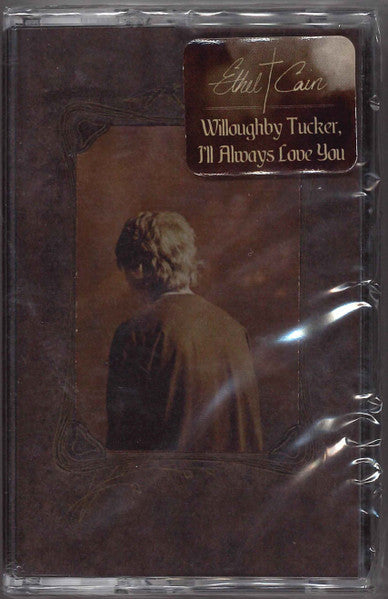 Ethel Cain
Willoughby Tucker,
I'll Always Love You